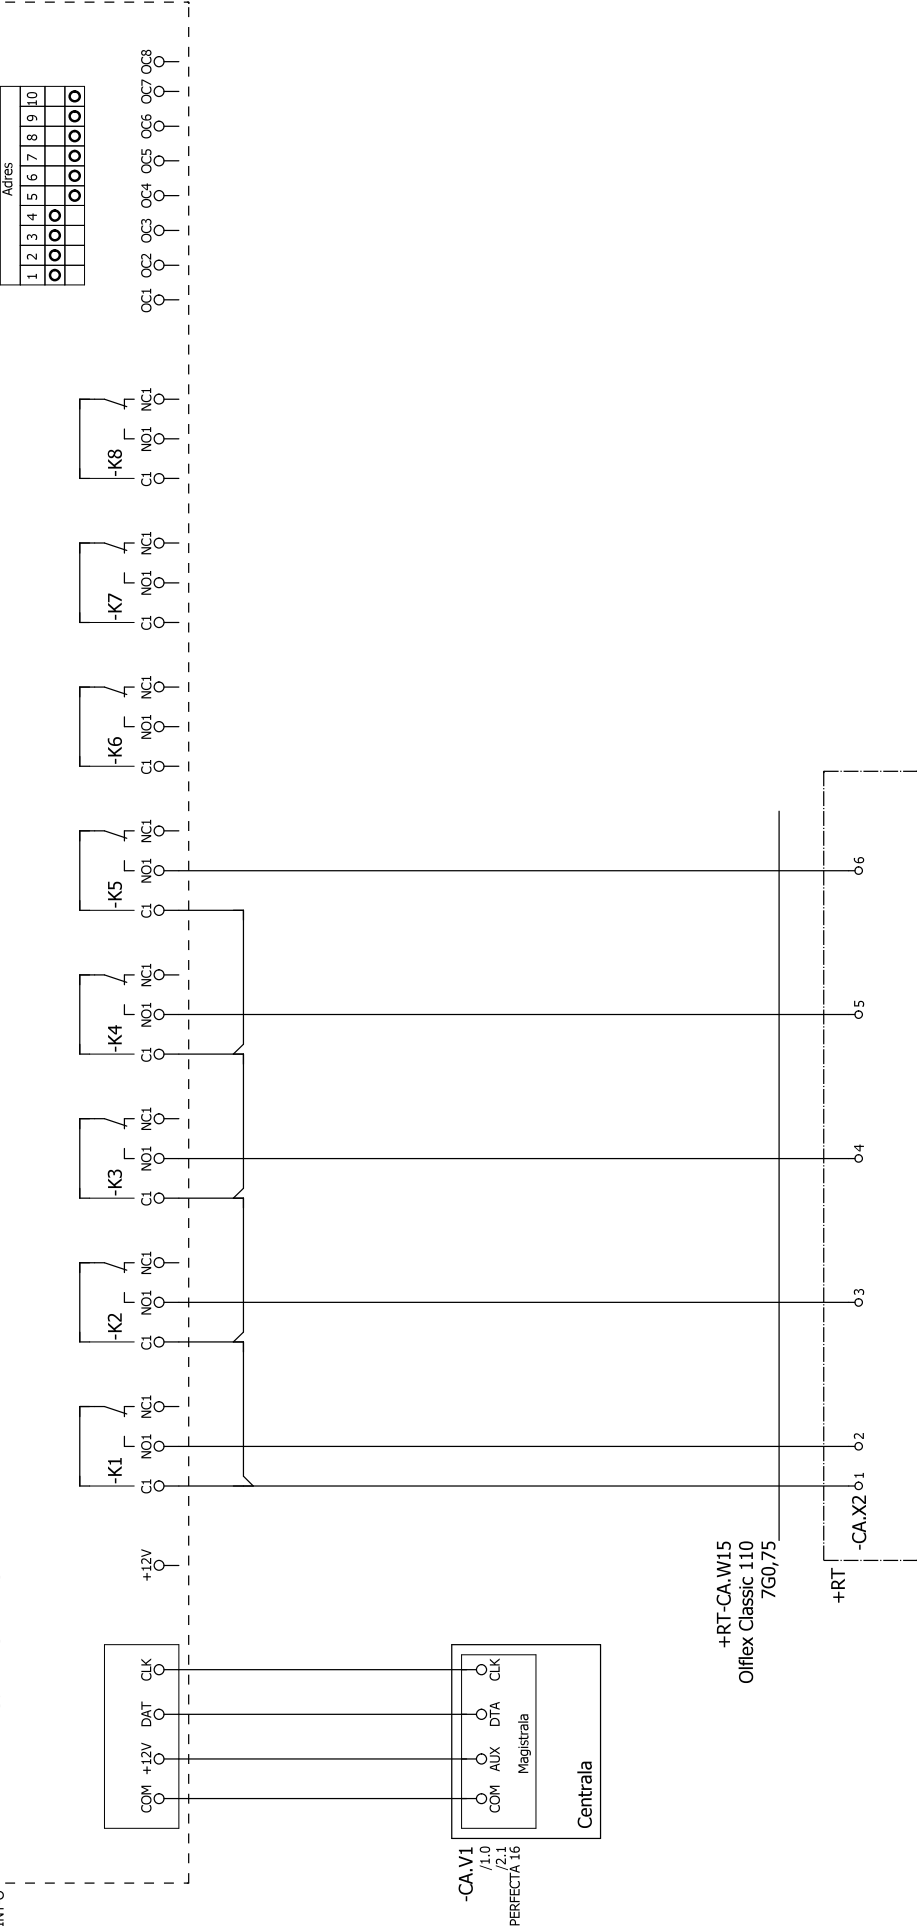 Adres
1 2 3 4 5 6 7 8 9 10
COM +12V DAT CLK
+12V
-K1
C1 NO1 NC1
-K2
C1 NO1 NC1
-K3
C1 NO1 NC1
-K4
C1 NO1 NC1
-K5
C1 NO1 NC1
-K6
C1 NO1 NC1
-K7
C1 NO1 NC1
-K8
C1 NO1 NC1
OC1 OC2 OC3 OC4 OC5 OC6 OC7 OC8
-CA.V1
/1.0
/2.1
PERFECTA 16
COM AUX DTA CLK
Magistrala
Centrala
+RT-CA.W15
Olflex Classic 110
7G0,75
+RT
-CA.X2
1 2 3 4 5 6